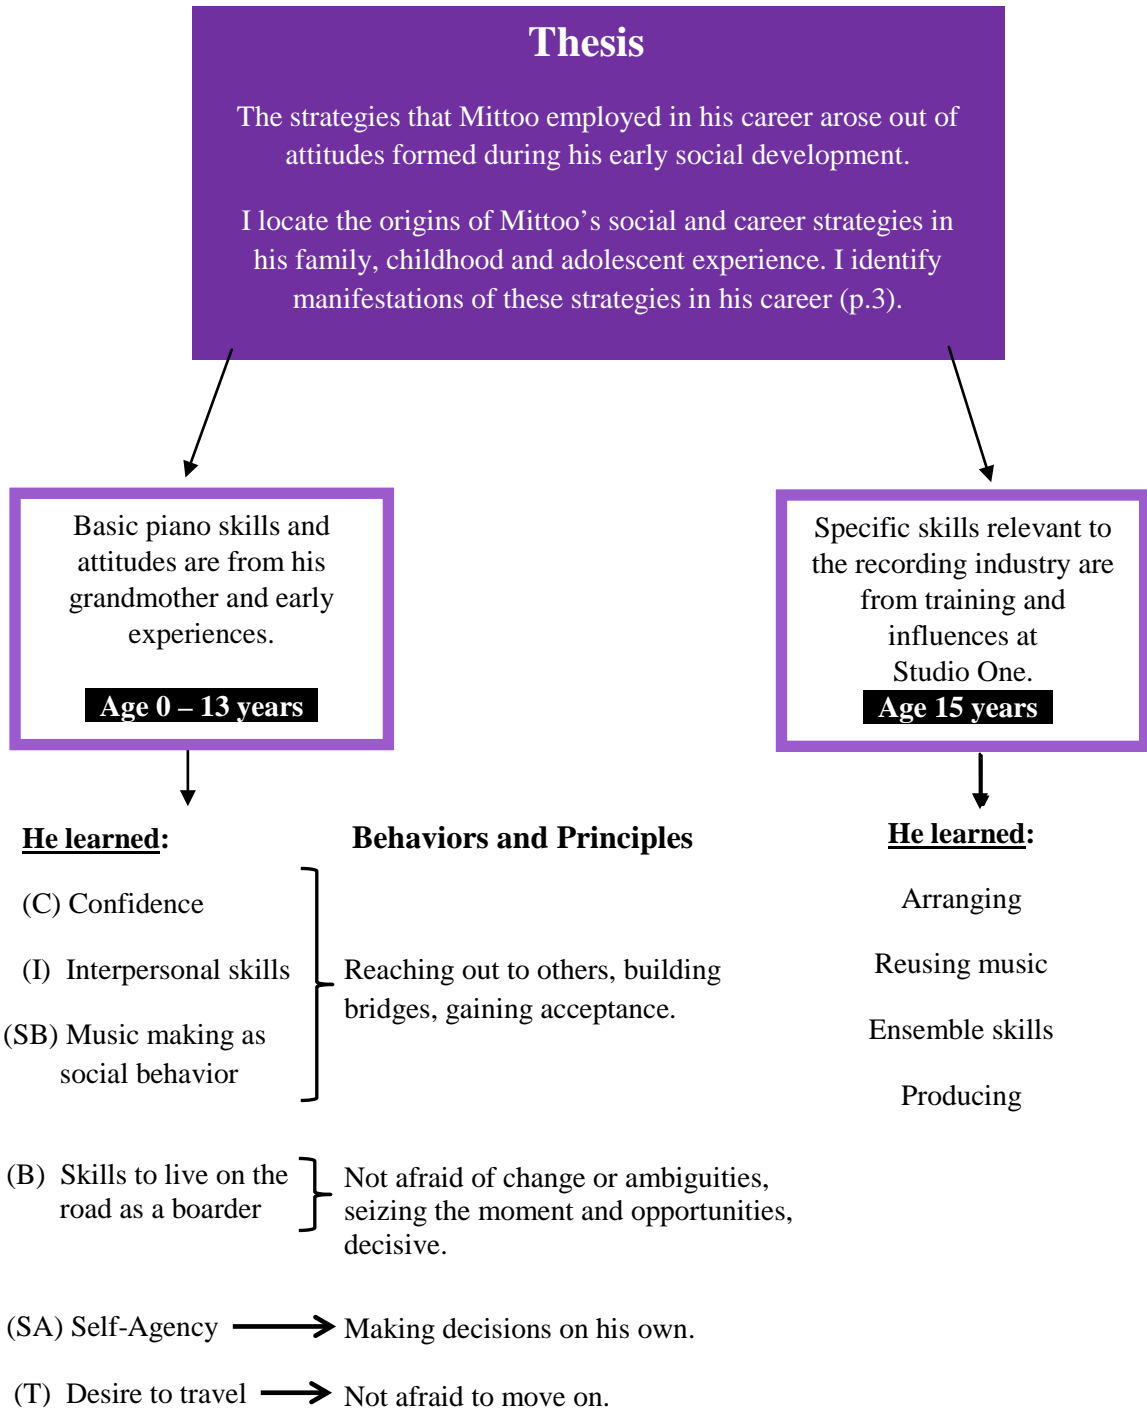 Thesis
The strategies that Mittoo employed in his career arose out of
attitudes formed during his early social development.
I locate the origins of Mittoo’s social and career strategies in
his family, childhood and adolescent experience. I identify
manifestations of these strategies in his career (p.3).
Basic piano skills and
attitudes are from his
grandmother and early
experiences.
Age 0 – 13 years
Specific skills relevant to
the recording industry are
from training and
influences at
Studio One.
Age 15 years
He learned:
(C) Confidence
(I) Interpersonal skills
(SB) Music making as
social behavior
Behaviors and Principles
Reaching out to others, building
bridges, gaining acceptance.
(B) Skills to live on the
road as a boarder
Not afraid of change or ambiguities,
seizing the moment and opportunities,
decisive.
(SA) Self-Agency
Making decisions on his own.
(T) Desire to travel
Not afraid to move on.
He learned:
Arranging
Reusing music
Ensemble skills
Producing